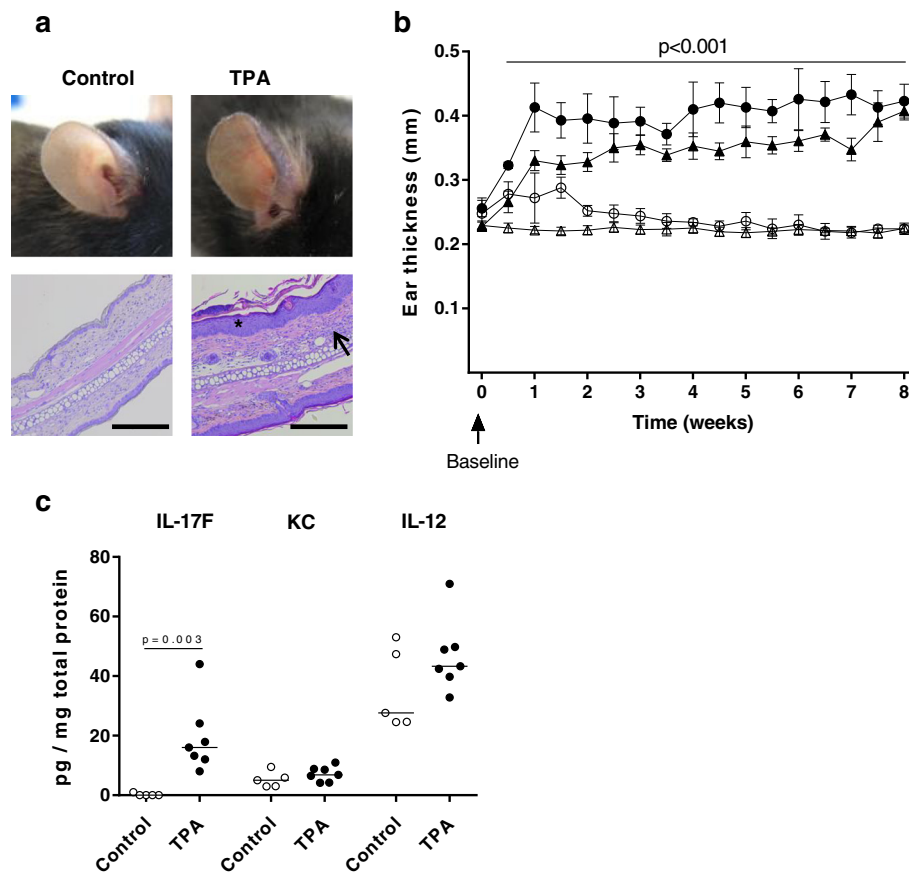 a
Control TPA
*
b
p<0.001
0.5
0.4
0.3
0.2
0.1
Ear thickness (mm)
0 1 2 3 4 5 6 7 8
Time (weeks)
Baseline
c
IL-17F KC IL-12
80
60
40
20
0
pg / mg total protein
p=0.003
Control TPA Control TPA Control TPA